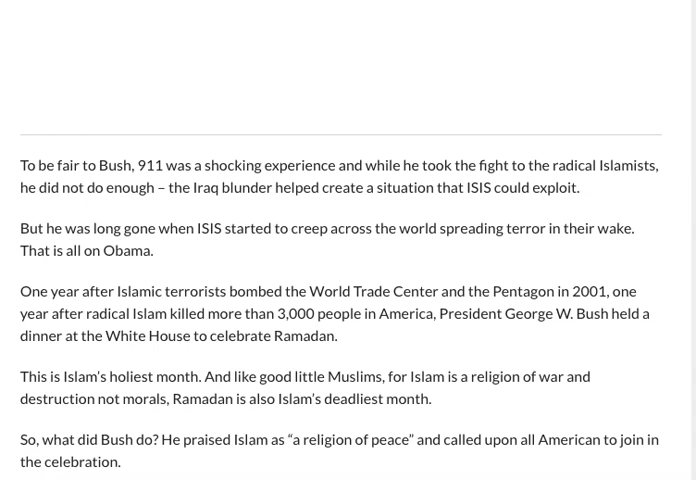 To be fair to Bush, 911 was a shocking experience and while he took the fight to the radical Islamists,
he did not do enough – the Iraq blunder helped create a situation that ISIS could exploit.
But he was long gone when ISIS started to creep across the world spreading terror in their wake.
That is all on Obama.
One year after Islamic terrorists bombed the World Trade Center and the Pentagon in 2001, one
year after radical Islam killed more than 3,000 people in America, President George W. Bush held a
dinner at the White House to celebrate Ramadan.
This is Islam’s holiest month. And like good little Muslims, for Islam is a religion of war and
destruction not morals, Ramadan is also Islam’s deadliest month.
So, what did Bush do? He praised Islam as “a religion of peace” and called upon all American to join in
the celebration.